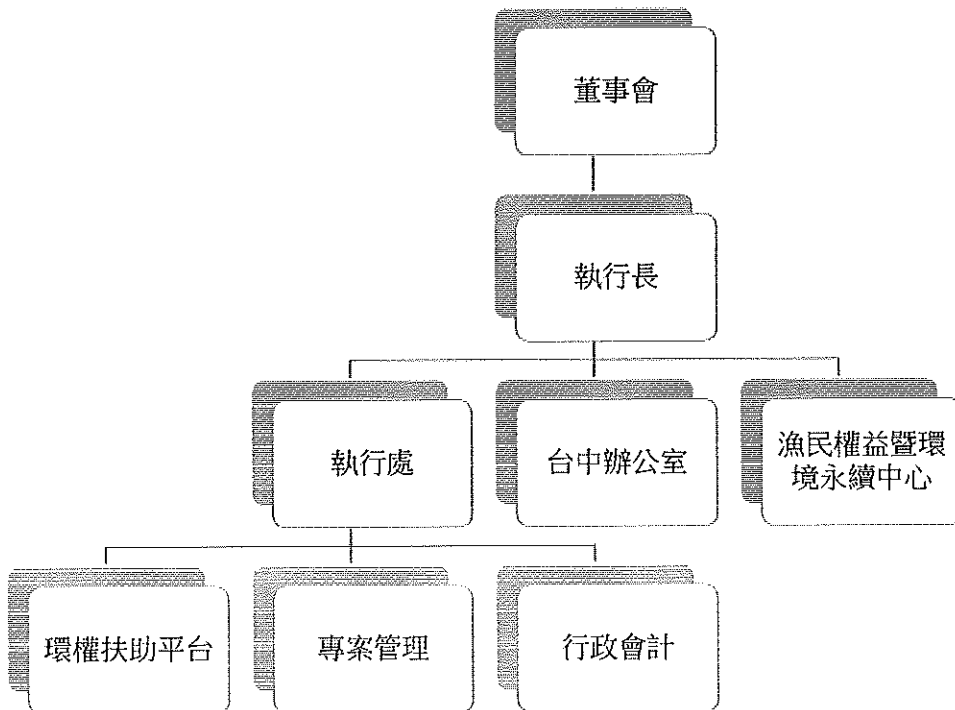 董事會
執行長
執行處
台中辦公室
漁民權益暨環
境永續中心
環權扶助平台
專案管理
行政會計